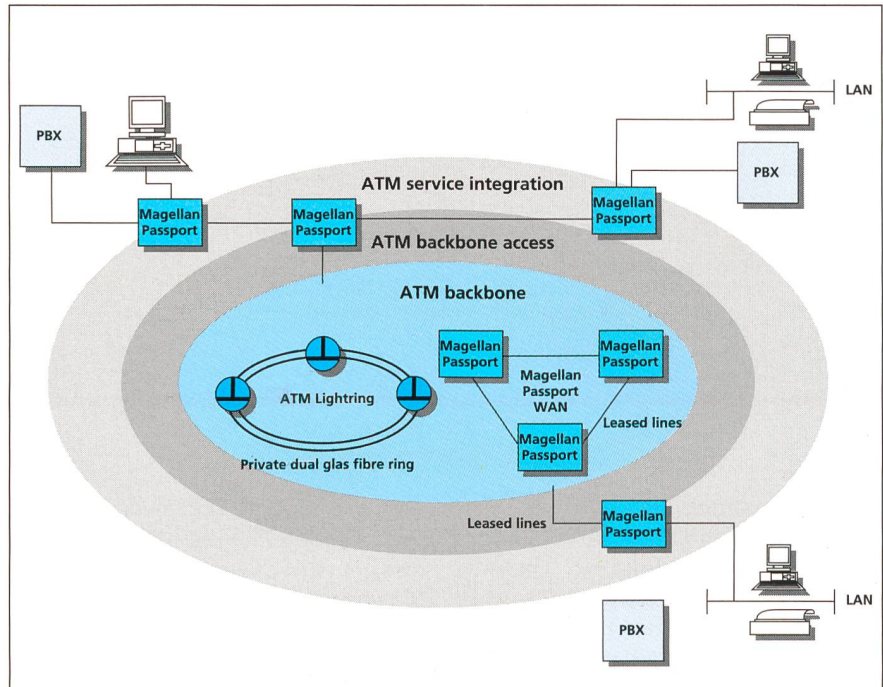 LAN
PBX
PBX
ATM service integration
Magellan
Passport
Magellan
Passport
Magellan
Passport
ATM backbone access
ATM backbone
Magellan
Passport
Magellan
Passport
Magellan
Passport
WAN
ATM Lightring
Leased lines
Magellan
Passport
Private dual glas fibre ring
Leased lines
Magellan
Passport
LAN
PBX